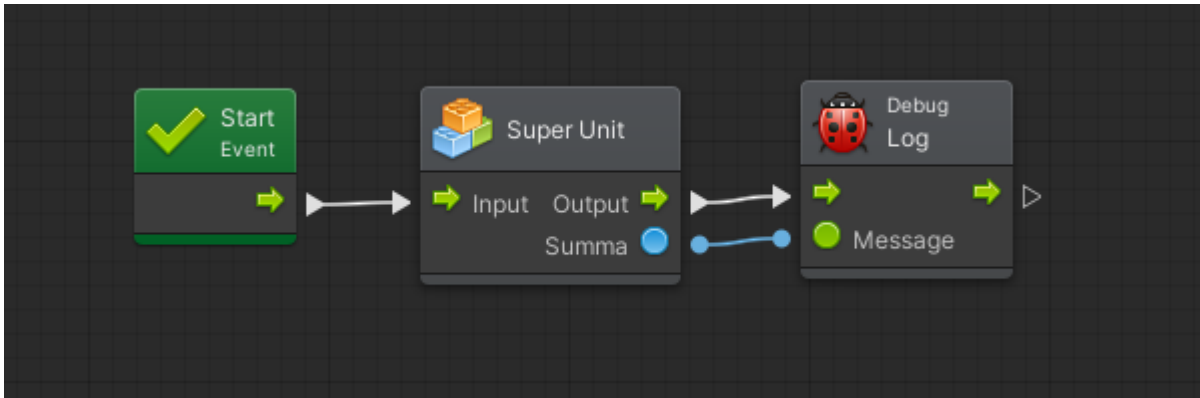 Start
Event
Super Unit
Input Output
Summa
Debug
Log
Message